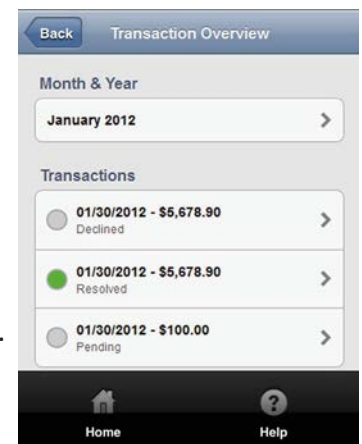 Back
Transaction Overview
Month & Year
January 2012
Transactions
01/30/2012 - $5,678.90
Declined
01/30/2012 - $5,678.90
Resolved
01/30/2012 - $100.00
Pending
.
Home
Help